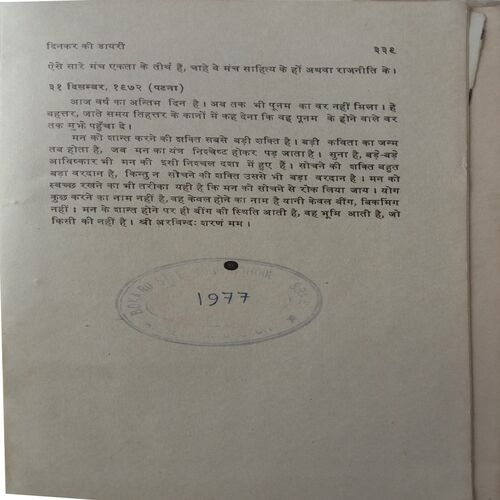 दिनकर की डायरी ३३९
ऐसे सारे मंच एकता के तीर्थ हैं, चाहे वे मंच साहित्य के हों अथवा राजनीति के।
३१ दिसम्बर, १९७२ (पटना)
आज वर्ष का अन्तिम दिन है। अब तक भी पूनम का वर नहीं मिला। हे
बहत्तर, जाते समय तिहत्तर के कानों में कह देना कि वह पूनम के होने वाले वर
तक मुझे पहुँचा दे।
मन को शान्त करने की शक्ति सबसे बड़ी शक्ति है। बड़ी कविता का जन्म
तब होता है, जब मन का यंत्र निश्चेष्ट होकर पड़ जाता है। सुना है, बड़े-बड़े
आविष्कार भी मन की इसी निश्चल दशा में हुए हैं। सोचने की शक्ति बहुत
बड़ा वरदान है, किन्तु न सोचने की शक्ति उससे भी बड़ा वरदान है। मन को
स्वच्छ रखने का भी तरीका यही है कि मन को सोचने से रोक लिया जाय। योग
कुछ करने का नाम नहीं है, वह केवल होने का नाम है यानी केवल बींग, बिकमिंग
नहीं। मन के शान्त होने पर ही बींग की स्थिति आती है, वह भूमि आती है, जो
किसी की नहीं है। श्री अरबिन्दः शरणं मम।
1977